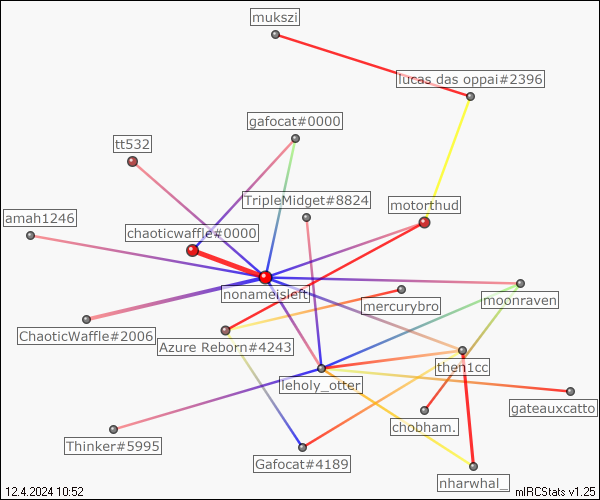 mukszi
lucas das oppai#2396
gafocat#0000
tt532
TripleMidget#8824
motorthud
amah1246
chaoticwaffle#0000
nonameisleft
moonraven
mercurybro
ChaoticWaffle#2006
Azure Reborn#4243
then1cc
leholy_otter
gateauxcatto
chobham.
Thinker#5995
Gafocat#4189
nharwhal_
12.4.2024 10:52
mIRCStats v1.25